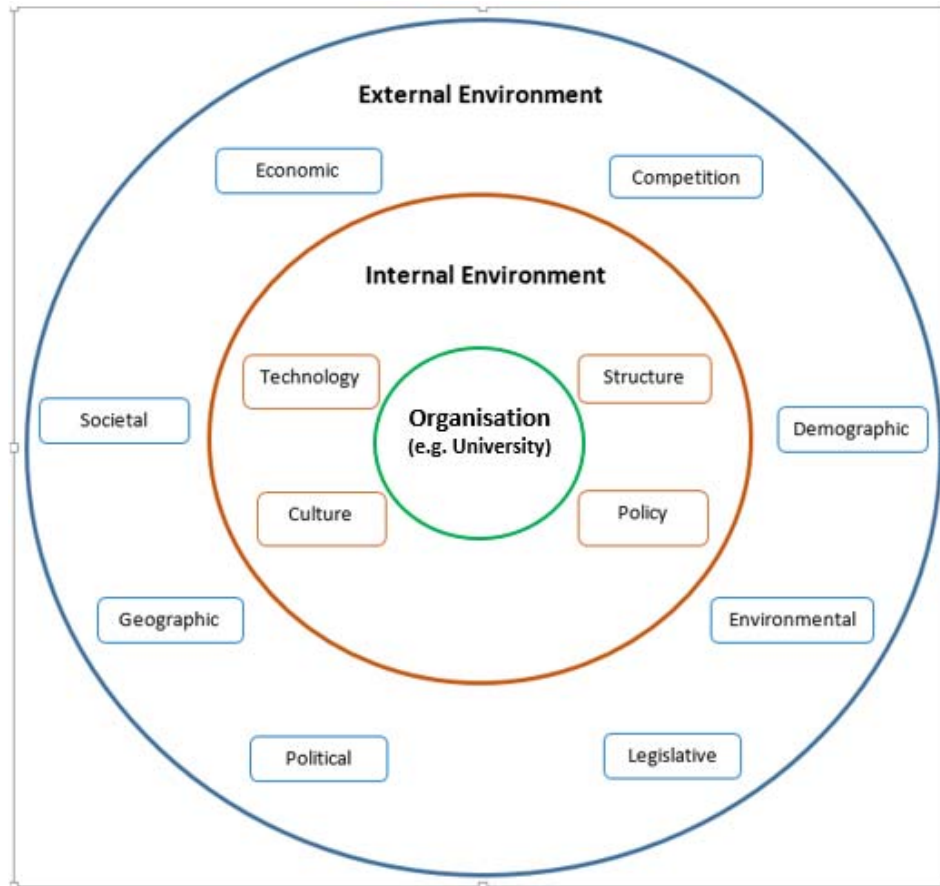 External Environment
Economic
Competition
Internal Environment
Technology
Structure
Organisation
(e.g. University)
Societal
Demographic
Culture
Policy
Geographic
Environmental
Political
Legislative